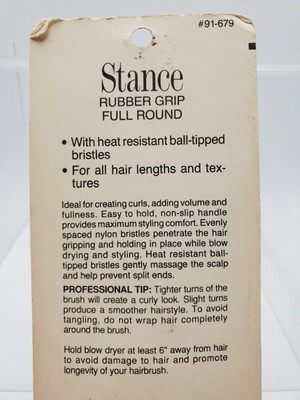 #91-679
Stance
RUBBER GRIP
FULL ROUND
• With heat resistant ball-tipped
bristles
• For all hair lengths and tex-
tures
Ideal for creating curls, adding volume and
fullness. Easy to hold, non-slip handle
provides maximum styling comfort. Evenly
spaced nylon bristles penetrate the hair
gripping and holding in place while blow
drying and styling. Heat resistant ball-
tipped bristles gently massage the scalp
and help prevent split ends.
PROFESSIONAL TIP: Tighter turns of the
brush will create a curly look. Slight turns
produce a smoother hairstyle. To avoid
tangling, do not wrap hair completely
around the brush.
Hold blow dryer at least 6" away from hair
to avoid damage to hair and promote
longevity of your hairbrush.